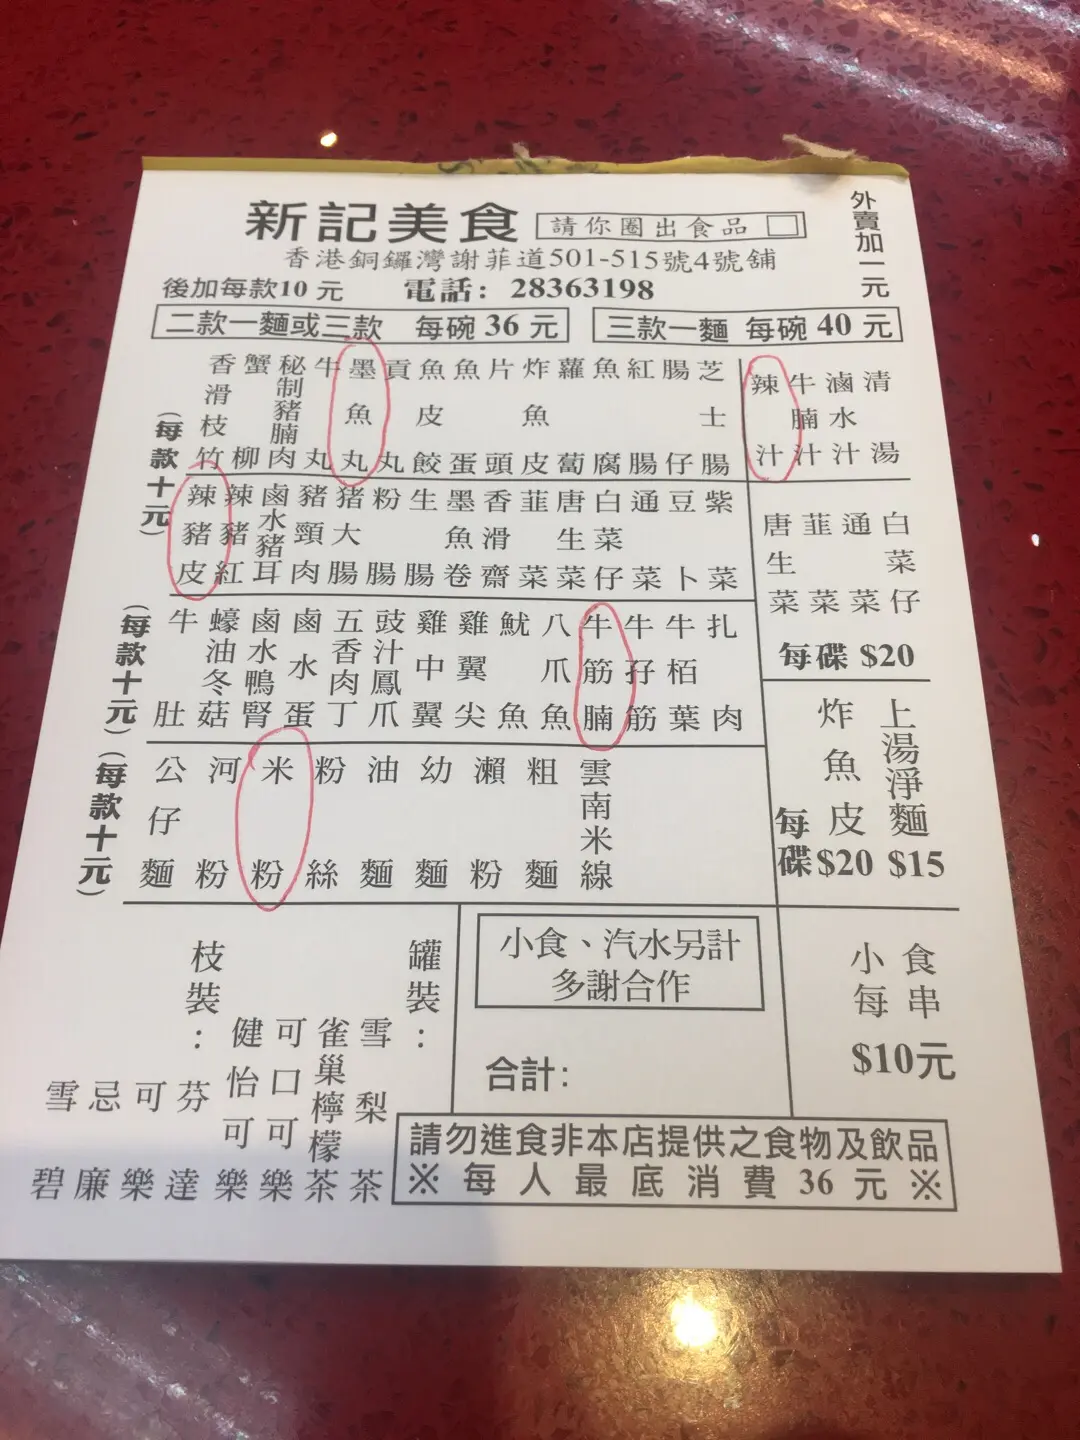 新記美食
請你圈出食品
外賣加一元
香港銅鑼灣謝菲道501-515號4號舖
後加每款10元
電話: 28363198
二款一麵或三款 每碗 36 元
三款一麵 每碗 40 元
(每款十元)
香滑枝竹
蟹柳
秘制豬腩肉
牛丸
墨魚丸
貢丸
魚皮餃
魚蛋
片頭
炸魚皮
蘿蔔
魚腐
紅腸
腸仔
芝士腸
辣汁
牛腩汁
滷水汁
清湯
辣豬皮
辣豬紅
鹵水豬耳
豬頸肉
猪大腸
粉腸
生腸
墨魚卷
香滑齋
韮菜
唐生菜
白菜仔
通菜
豆卜
紫菜
唐生菜
韮菜
通菜
白菜仔
每碟 $20
(每款十元)
牛肚
蠔油冬菇
鹵水鴨腎
鹵水蛋
五香肉丁
豉汁鳳爪
雞中翼
雞翼尖
魷魚
八爪魚
牛筋腩
牛孖筋
牛栢葉
扎肉
(每款十元)
公仔麵
河粉
米粉
粉絲
油麵
幼麵
瀨粉
粗麵
雲南米線
每碟
炸魚皮 $20
上湯淨麵 $15
罐裝:
雪梨茶
雀巢檸檬茶
可口可樂
健怡可樂
枝裝:
芬達
可樂
忌廉
雪碧
小食、汽水另計
多謝合作
合計:
小食
每串
$10元
請勿進食非本店提供之食物及飲品
※ 每人最底消費 36 元 ※